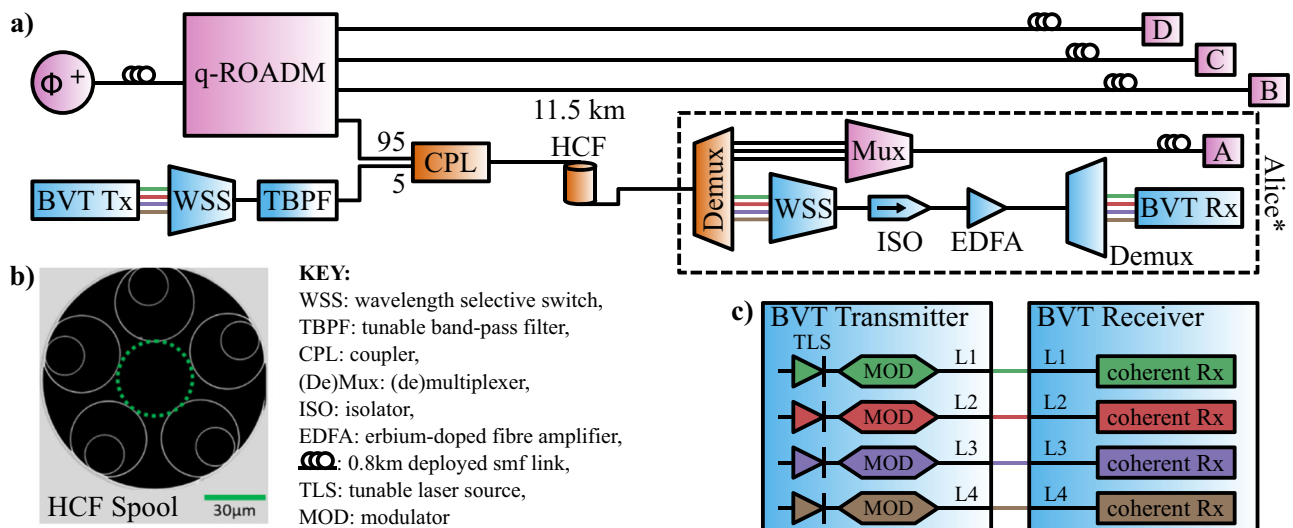 a)
Φ+
q-ROADM
D
C
B
95
5
CPL
11.5 km
HCF
Demux
Mux
A
Alice*
BVT Tx
WSS
TBPF
WSS
ISO
EDFA
Demux
BVT Rx
b)
HCF Spool
30μm
KEY:
WSS: wavelength selective switch,
TBPF: tunable band-pass filter,
CPL: coupler,
(De)Mux: (de)multiplexer,
ISO: isolator,
EDFA: erbium-doped fibre amplifier,
: 0.8km deployed smf link,
TLS: tunable laser source,
MOD: modulator
c)
BVT Transmitter
TLS
MOD
L1
MOD
L2
MOD
L3
MOD
L4
BVT Receiver
L1
coherent Rx
L2
coherent Rx
L3
coherent Rx
L4
coherent Rx